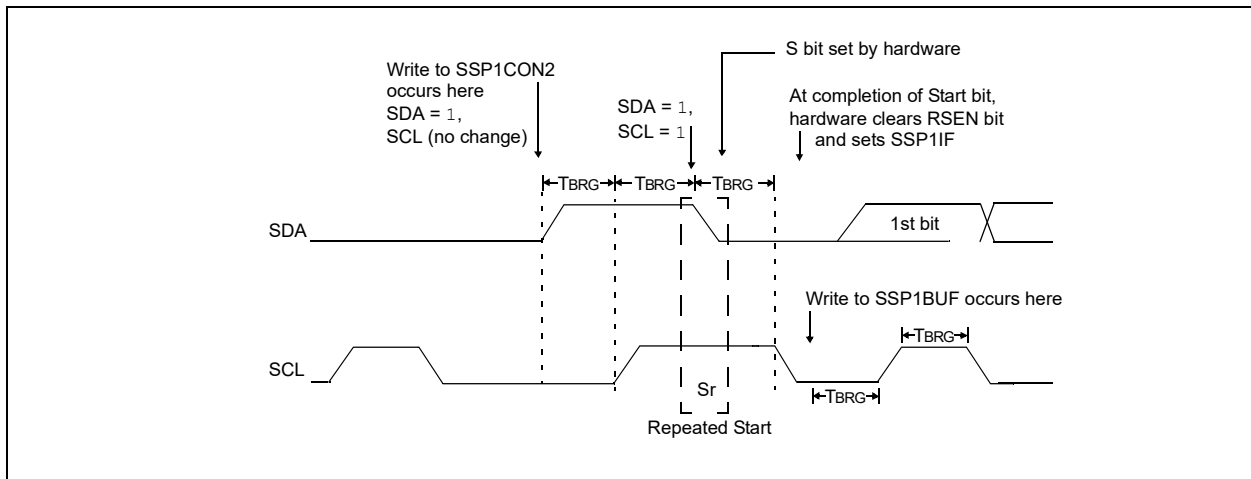 S bit set by hardware
Write to SSP1CON2
occurs here
SDA = 1,
SCL (no change)
SDA = 1,
SCL = 1
At completion of Start bit,
hardware clears RSEN bit
and sets SSP1IF
TBRG TBRG TBRG
SDA
1st bit
Write to SSP1BUF occurs here
TBRG
SCL
Sr
TBRG
Repeated Start